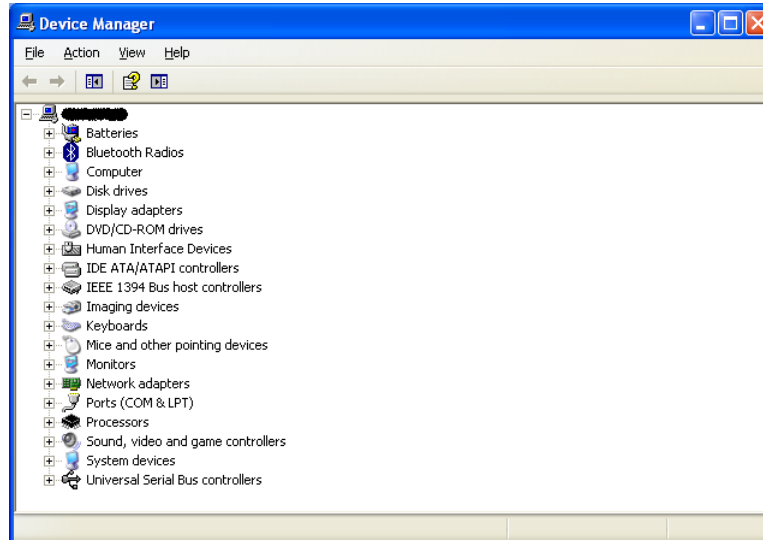 Device Manager
File Action View Help
Batteries
Bluetooth Radios
Computer
Disk drives
Display adapters
DVD/CD-ROM drives
Human Interface Devices
IDE ATA/ATAPI controllers
IEEE 1394 Bus host controllers
Imaging devices
Keyboards
Mice and other pointing devices
Monitors
Network adapters
Ports (COM & LPT)
Processors
Sound, video and game controllers
System devices
Universal Serial Bus controllers